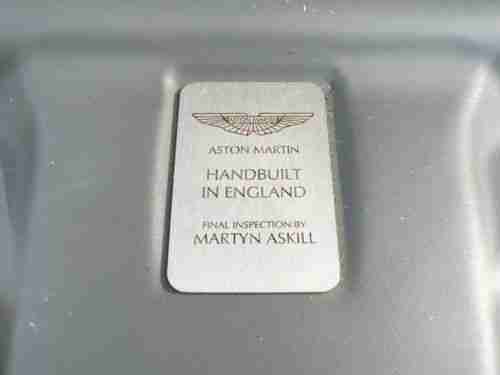 ASTON MARTIN
HANDBUILT
IN ENGLAND
FINAL INSPECTION BY
MARTYN ASKILL